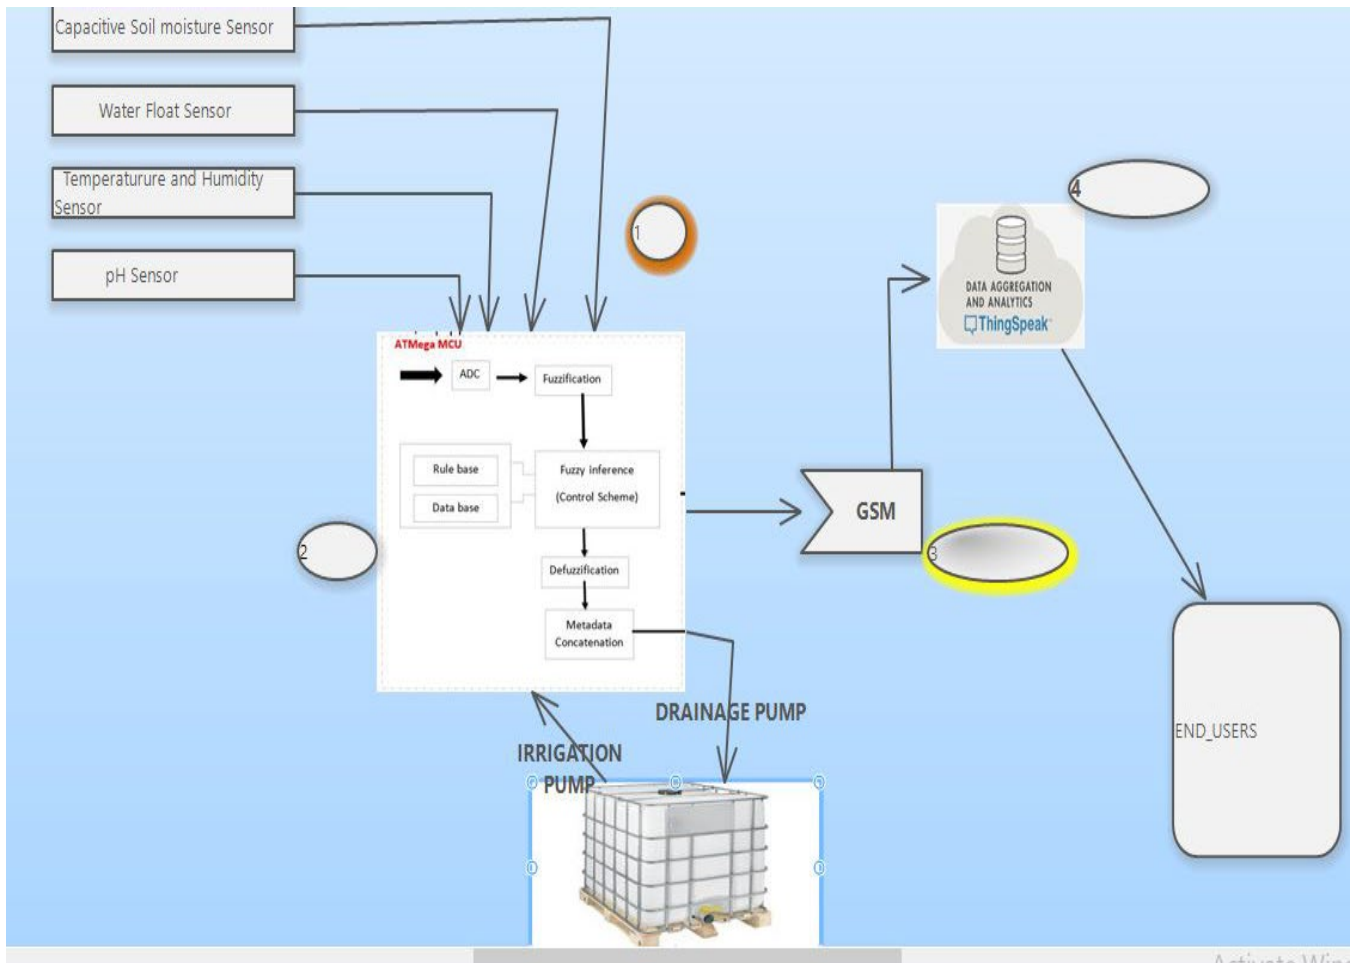 Capacitive Soil moisture Sensor
Water Float Sensor
Temperaturure and Humidity
Sensor
pH Sensor
1
4
DATA AGGREGATION
AND ANALYTICS
ThingSpeak
ATMega MCU
ADC
Fuzzification
Rule base
Data base
Fuzzy inference
(Control Scheme)
GSM
2
3
Defuzzification
Metadata
Concatenation
DRAINAGE PUMP
IRRIGATION
PUMP
END_USERS